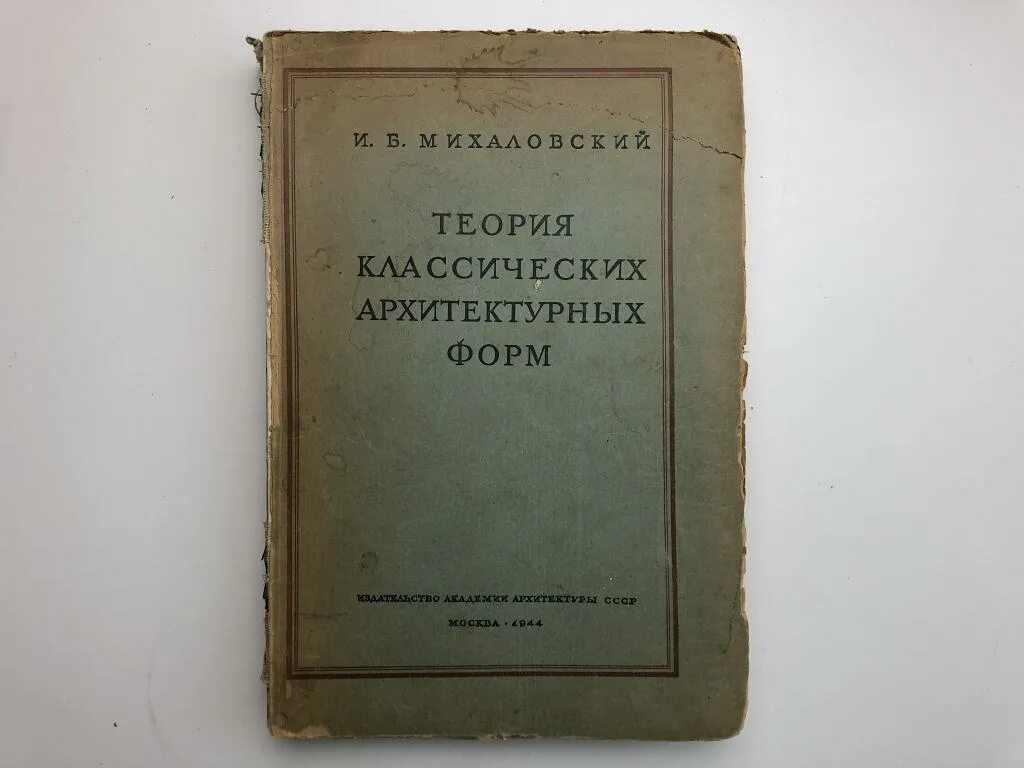 И. Б. МИХАЛОВСКИЙ
ТЕОРИЯ
КЛАССИЧЕСКИХ
АРХИТЕКТУРНЫХ
ФОРМ
ИЗДАТЕЛЬСТВО АКАДЕМИИ АРХИТЕКТУРЫ СССР
МОСКВА · 1944